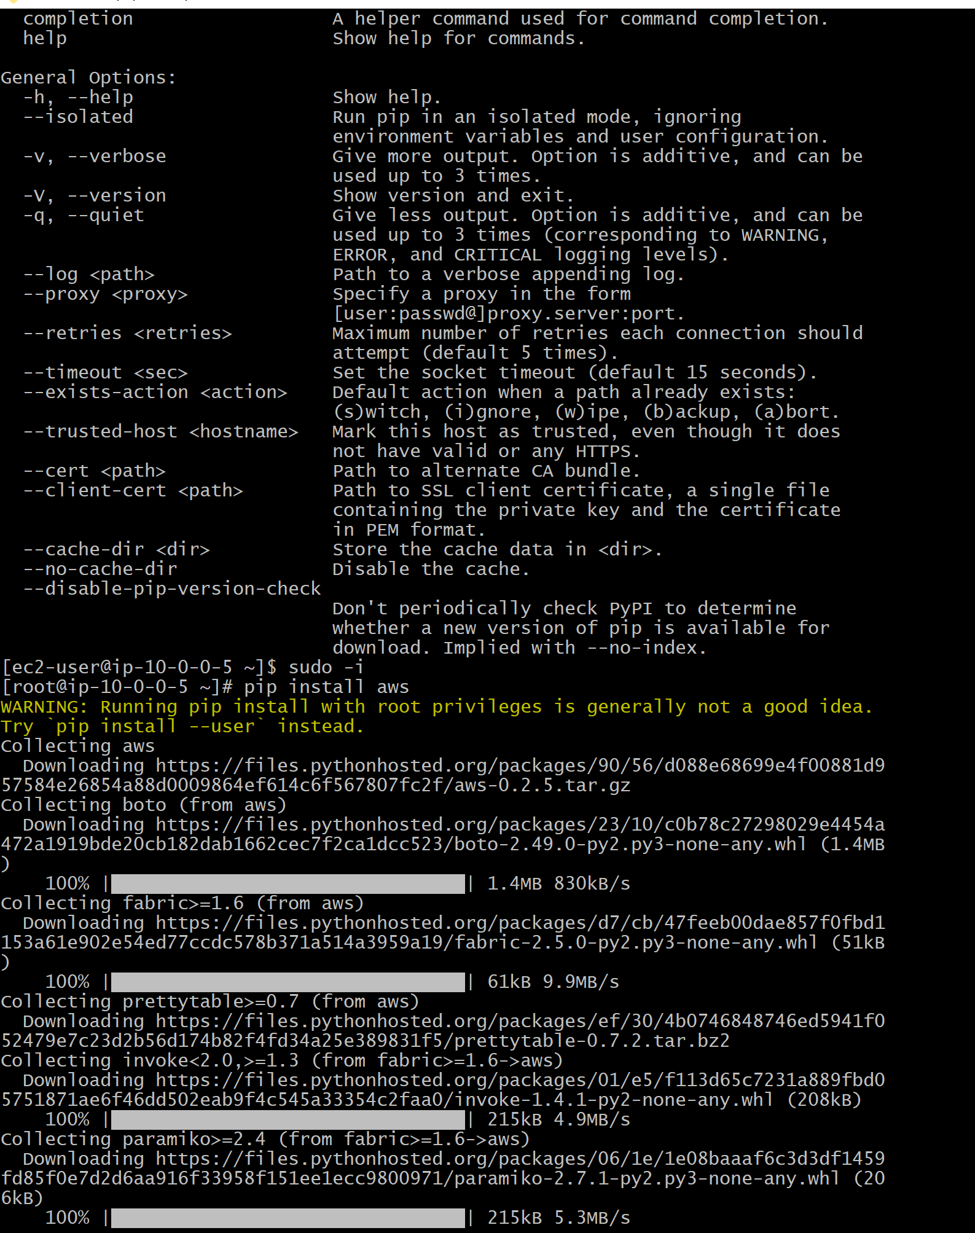 completion                  A helper command used for command completion.
help                        Show help for commands.
General Options:
-h, --help                  Show help.
--isolated                  Run pip in an isolated mode, ignoring
environment variables and user configuration.
-v, --verbose               Give more output. Option is additive, and can be
used up to 3 times.
-V, --version               Show version and exit.
-q, --quiet                 Give less output. Option is additive, and can be
used up to 3 times (corresponding to WARNING,
ERROR, and CRITICAL logging levels).
--log <path>                Path to a verbose appending log.
--proxy <proxy>             Specify a proxy in the form
[user:passwd@]proxy.server:port.
--retries <retries>         Maximum number of retries each connection should
attempt (default 5 times).
--timeout <sec>             Set the socket timeout (default 15 seconds).
--exists-action <action>    Default action when a path already exists:
(s)witch, (i)gnore, (w)ipe, (b)ackup, (a)bort.
--trusted-host <hostname>   Mark this host as trusted, even though it does
not have valid or any HTTPS.
--cert <path>               Path to alternate CA bundle.
--client-cert <path>        Path to SSL client certificate, a single file
containing the private key and the certificate
in PEM format.
--cache-dir <dir>           Store the cache data in <dir>.
--no-cache-dir              Disable the cache.
--disable-pip-version-check
Don't periodically check PyPI to determine
whether a new version of pip is available for
download. Implied with --no-index.
[ec2-user@ip-10-0-0-5 ~]$ sudo -i
[root@ip-10-0-0-5 ~]# pip install aws
WARNING: Running pip install with root privileges is generally not a good idea.
Try `pip install --user` instead.
Collecting aws
Downloading https://files.pythonhosted.org/packages/90/56/d088e68699e4f00881d9
57584e26854a88d0009864ef614c6f567807fc2f/aws-0.2.5.tar.gz
Collecting boto (from aws)
Downloading https://files.pythonhosted.org/packages/23/10/c0b78c27298029e4454a
472a1919bde20cb182dab1662cec7f2ca1dcc523/boto-2.49.0-py2.py3-none-any.whl (1.4MB
)
100% || 1.4MB 830kB/s
Collecting fabric>=1.6 (from aws)
Downloading https://files.pythonhosted.org/packages/d7/cb/47feeb00dae857f0fbd1
153a61e902e54ed77ccdc578b371a514a3959a19/fabric-2.5.0-py2.py3-none-any.whl (51kB
)
100% || 61kB 9.9MB/s
Collecting prettytable>=0.7 (from aws)
Downloading https://files.pythonhosted.org/packages/ef/30/4b0746848746ed5941f0
52479e7c23d2b56d174b82f4fd34a25e389831f5/prettytable-0.7.2.tar.bz2
Collecting invoke<2.0,>=1.3 (from fabric>=1.6->aws)
Downloading https://files.pythonhosted.org/packages/01/e5/f113d65c7231a889fbd0
5751871ae6f46dd502eab9f4c545a33354c2faa0/invoke-1.4.1-py2-none-any.whl (208kB)
100% || 215kB 4.9MB/s
Collecting paramiko>=2.4 (from fabric>=1.6->aws)
Downloading https://files.pythonhosted.org/packages/06/1e/1e08baaaf6c3d3df1459
fd85f0e7d2d6aa916f33958f151ee1ecc9800971/paramiko-2.7.1-py2.py3-none-any.whl (20
6kB)
100% || 215kB 5.3MB/s